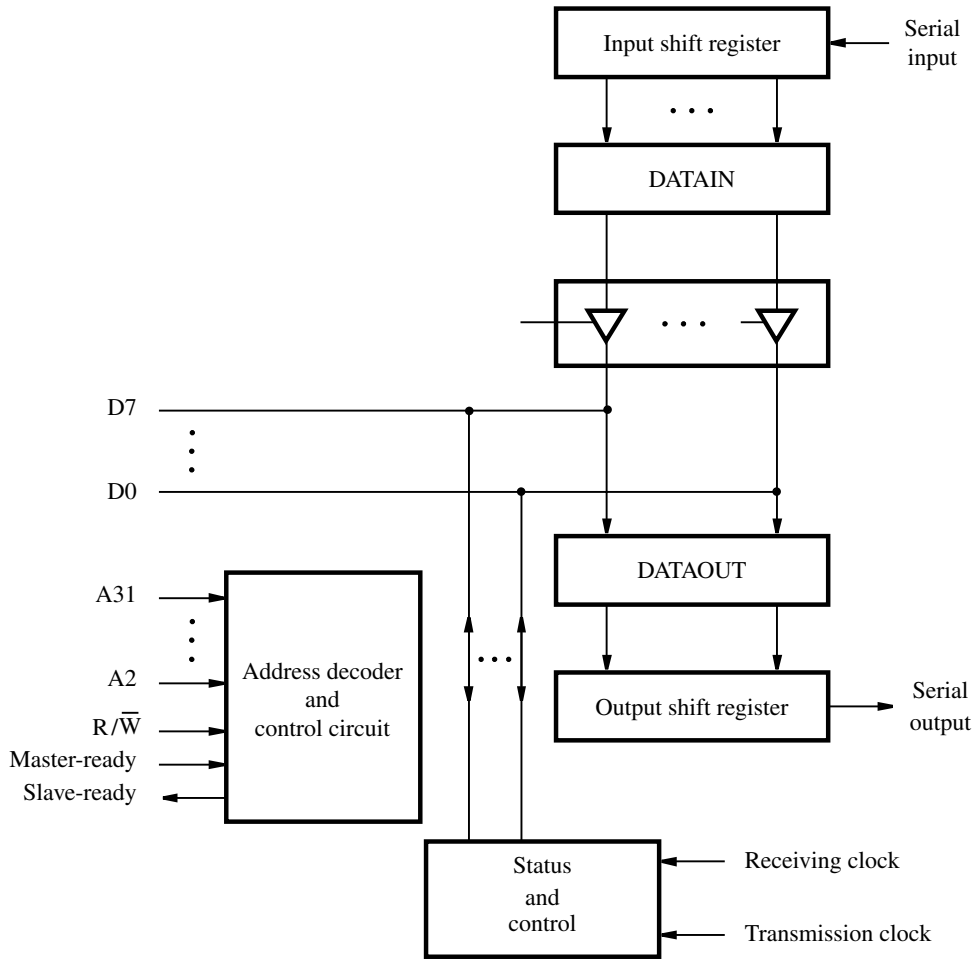 Input shift register
Serial
input
DATAIN
D7
D0
DATAOUT
A31
A2
R/W̅
Master-ready
Slave-ready
Address decoder
and
control circuit
Output shift register
Serial
output
Status
and
control
Receiving clock
Transmission clock